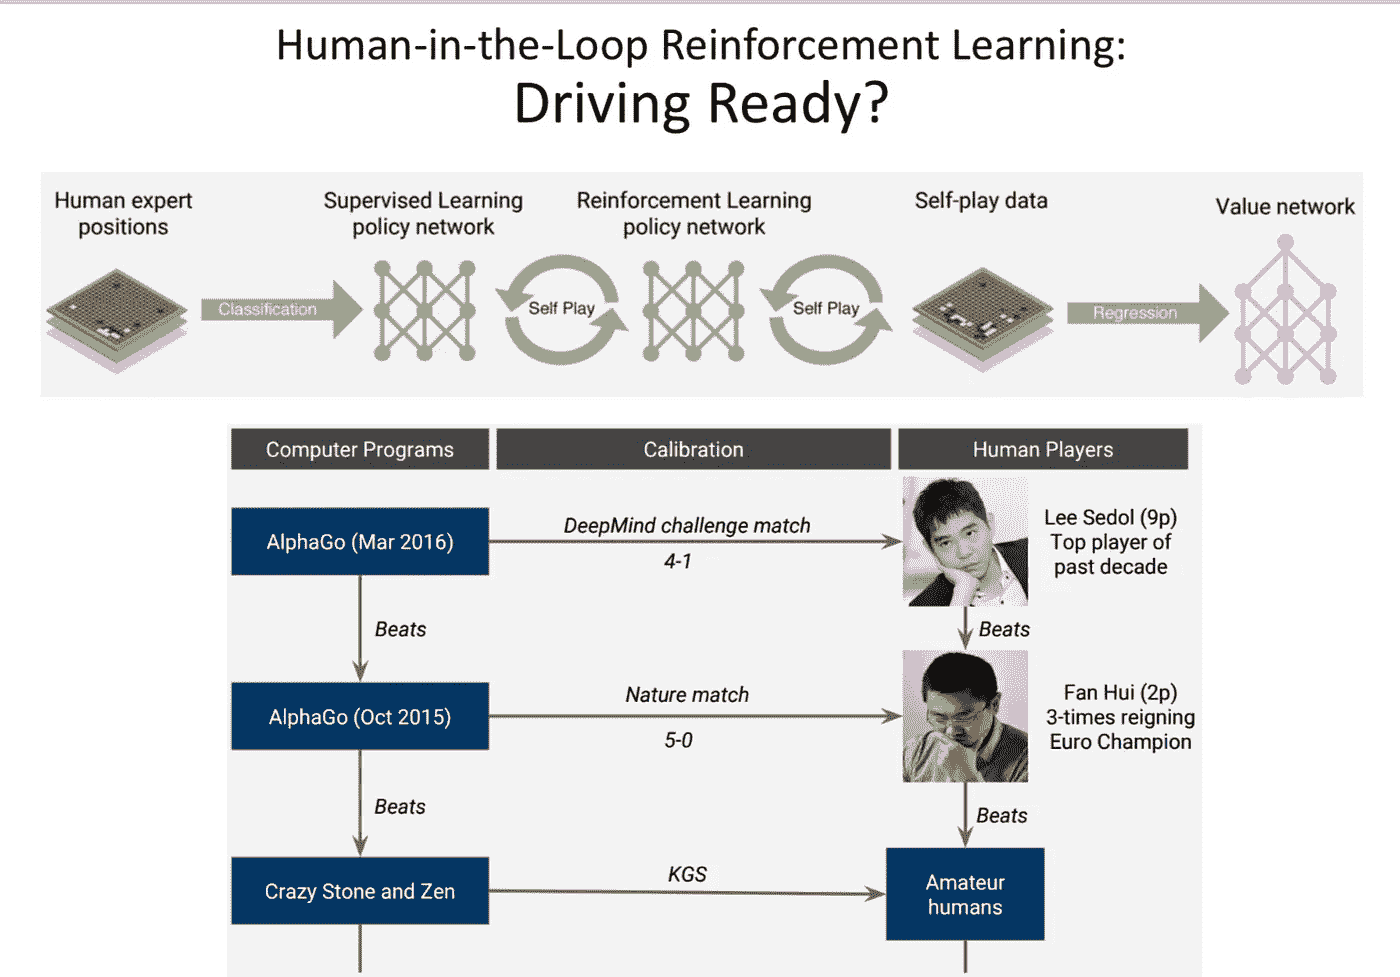 Human-in-the-Loop Reinforcement Learning:
Driving Ready?
Human expert
positions
Supervised Learning
policy network
Reinforcement Learning
policy network
Self-play data
Value network
Classification
Self Play
Self Play
Regression
Computer Programs
Calibration
Human Players
AlphaGo (Mar 2016)
DeepMind challenge match
4-1
Lee Sedol (9p)
Top player of
past decade
Beats
Beats
AlphaGo (Oct 2015)
Nature match
5-0
Fan Hui (2p)
3-times reigning
Euro Champion
Beats
Beats
Crazy Stone and Zen
KGS
Amateur
humans